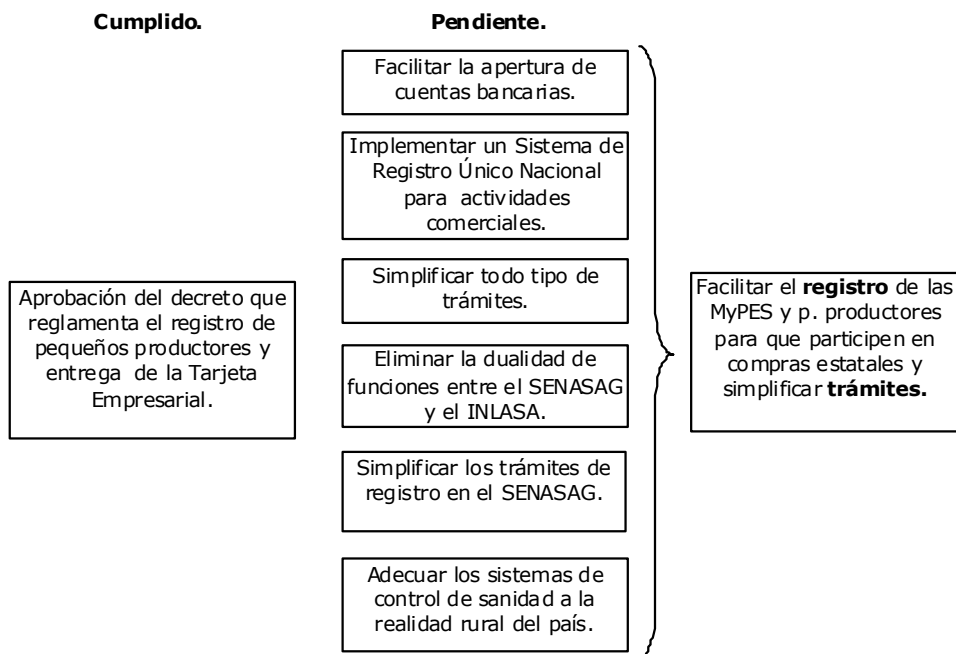 Cumplido.
Pendiente.
Facilitar la apertura de
cuentas bancarias.
Implementar un Sistema de
Registro Único Nacional
para actividades
comerciales.
Simplificar todo tipo de
trámites.
Aprobación del decreto que
reglamenta el registro de
pequeños productores y
entrega de la Tarjeta
Empresarial.
Eliminar la dualidad de
funciones entre el SENASAG
y el INLASA.
Simplificar los trámites de
registro en el SENASAG.
Adecuar los sistemas de
control de sanidad a la
realidad rural del país.
Facilitar el registro de las
MyPES y p. productores
para que participen en
compras estatales y
simplificar trámites.